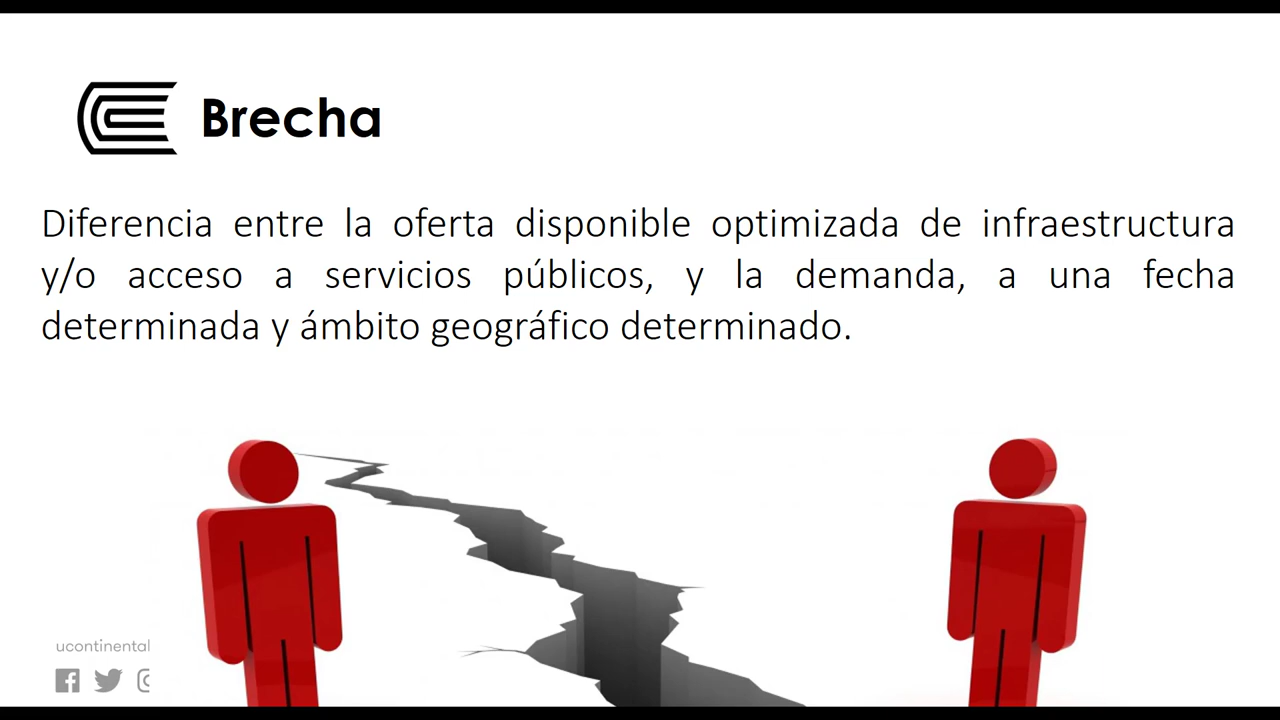 Brecha
Diferencia entre la oferta disponible optimizada de infraestructura
y/o acceso a servicios públicos, y la demanda, a una fecha
determinada y ámbito geográfico determinado.
ucontinental